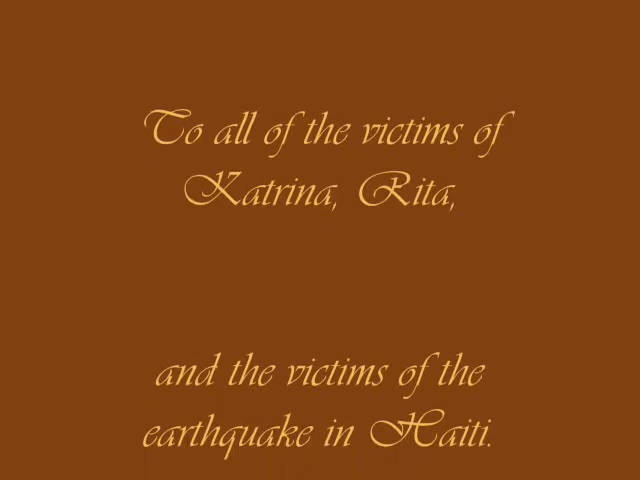 To all of the victims of
Katrina, Rita,
and the victims of the
earthquake in Haiti.